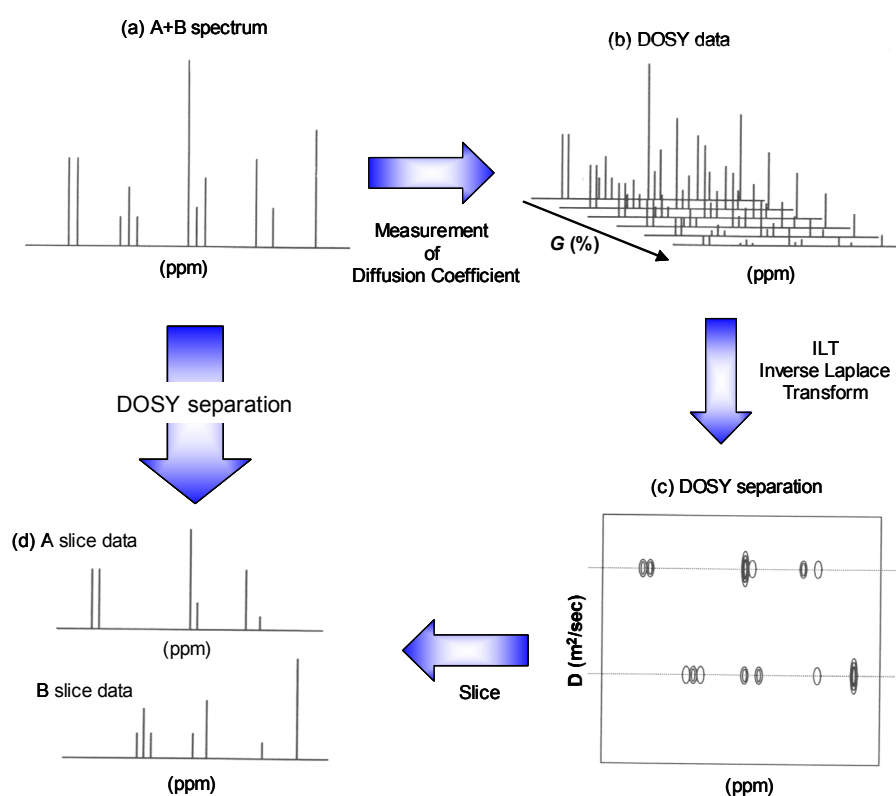 (a) A+B spectrum
(ppm)
Measurement
of
Diffusion Coefficient
(b) DOSY data
G (%)
(ppm)
ILT
Inverse Laplace
Transform
DOSY separation
(c) DOSY separation
D (m²/sec)
(ppm)
Slice
(d) A slice data
(ppm)
B slice data
(ppm)